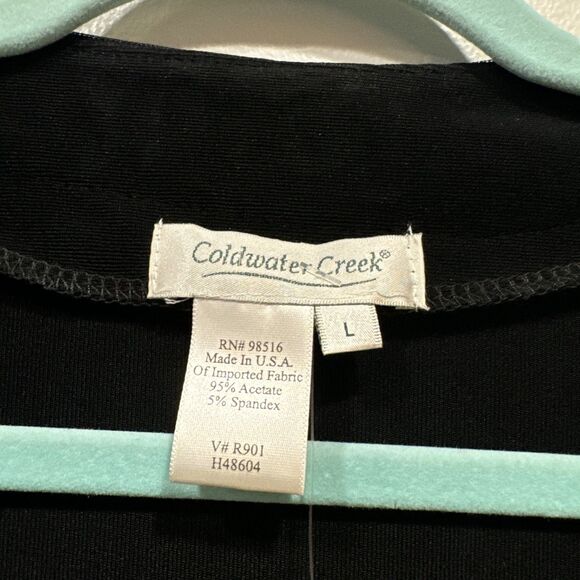 Coldwater Creek®
L
RN# 98516
Made In U.S.A.
Of Imported Fabric
95% Acetate
5% Spandex
V# R901
H48604